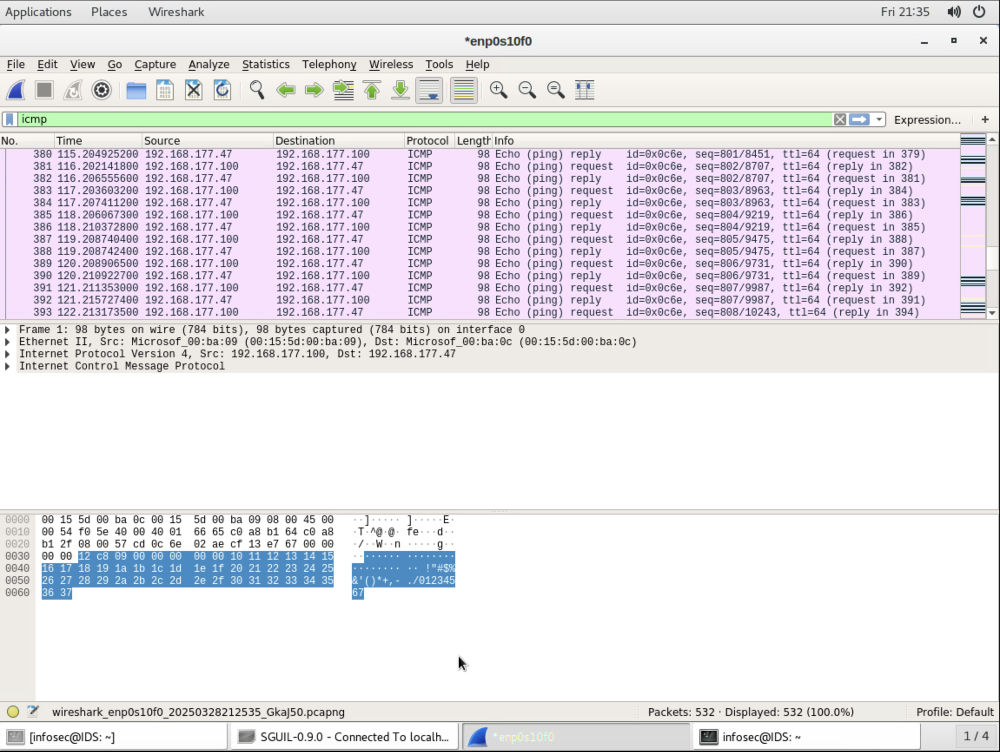 Applications Places Wireshark Fri 21:35
*enp0s10f0
File Edit View Go Capture Analyze Statistics Telephony Wireless Tools Help
icmp Expression... +
No. Time Source Destination Protocol Length Info
380 115.204925200 192.168.177.47 192.168.177.100 ICMP 98 Echo (ping) reply id=0x0c6e, seq=801/8451, ttl=64 (request in 379)
381 116.202141800 192.168.177.100 192.168.177.47 ICMP 98 Echo (ping) request id=0x0c6e, seq=802/8707, ttl=64 (reply in 382)
382 116.206555600 192.168.177.47 192.168.177.100 ICMP 98 Echo (ping) reply id=0x0c6e, seq=802/8707, ttl=64 (request in 381)
383 117.203603200 192.168.177.100 192.168.177.47 ICMP 98 Echo (ping) request id=0x0c6e, seq=803/8963, ttl=64 (reply in 384)
384 117.207411200 192.168.177.47 192.168.177.100 ICMP 98 Echo (ping) reply id=0x0c6e, seq=803/8963, ttl=64 (request in 383)
385 118.206067300 192.168.177.100 192.168.177.47 ICMP 98 Echo (ping) request id=0x0c6e, seq=804/9219, ttl=64 (reply in 386)
386 118.210372800 192.168.177.47 192.168.177.100 ICMP 98 Echo (ping) reply id=0x0c6e, seq=804/9219, ttl=64 (request in 385)
387 119.208740400 192.168.177.100 192.168.177.47 ICMP 98 Echo (ping) request id=0x0c6e, seq=805/9475, ttl=64 (reply in 388)
388 119.208742400 192.168.177.47 192.168.177.100 ICMP 98 Echo (ping) reply id=0x0c6e, seq=805/9475, ttl=64 (request in 387)
389 120.208906500 192.168.177.100 192.168.177.47 ICMP 98 Echo (ping) request id=0x0c6e, seq=806/9731, ttl=64 (reply in 390)
390 120.210922700 192.168.177.47 192.168.177.100 ICMP 98 Echo (ping) reply id=0x0c6e, seq=806/9731, ttl=64 (request in 389)
391 121.211353000 192.168.177.100 192.168.177.47 ICMP 98 Echo (ping) request id=0x0c6e, seq=807/9987, ttl=64 (reply in 392)
392 121.215727400 192.168.177.47 192.168.177.100 ICMP 98 Echo (ping) reply id=0x0c6e, seq=807/9987, ttl=64 (request in 391)
393 122.213173500 192.168.177.100 192.168.177.47 ICMP 98 Echo (ping) request id=0x0c6e, seq=808/10243, ttl=64 (reply in 394)
Frame 1: 98 bytes on wire (784 bits), 98 bytes captured (784 bits) on interface 0
Ethernet II, Src: Microsof_00:ba:09 (00:15:5d:00:ba:09), Dst: Microsof_00:ba:0c (00:15:5d:00:ba:0c)
Internet Protocol Version 4, Src: 192.168.177.100, Dst: 192.168.177.47
Internet Control Message Protocol
0000 00 15 5d 00 ba 0c 00 15 5d 00 ba 09 08 00 45 00 ··]····· ]·····E·
0010 00 54 f0 5e 40 00 40 01 66 65 c0 a8 b1 64 c0 a8 ·T·^@·@· fe···d··
0020 b1 2f 08 00 57 cd 0c 6e 02 ae cf 13 e7 67 00 00 ·/··W··n ·····g··
0030 00 00 12 c8 09 00 00 00 00 00 10 11 12 13 14 15 ········ ········
0040 16 17 18 19 1a 1b 1c 1d 1e 1f 20 21 22 23 24 25 ········ ·· !"#$%
0050 26 27 28 29 2a 2b 2c 2d 2e 2f 30 31 32 33 34 35 &'()*+,- ./012345
0060 36 37 67
wireshark_enp0s10f0_20250328212535_GkaJ50.pcapng Packets: 532 · Displayed: 532 (100.0%) Profile: Default
[infosec@IDS: ~] SGUIL-0.9.0 - Connected To localh... *enp0s10f0 infosec@IDS: ~ 1 / 4